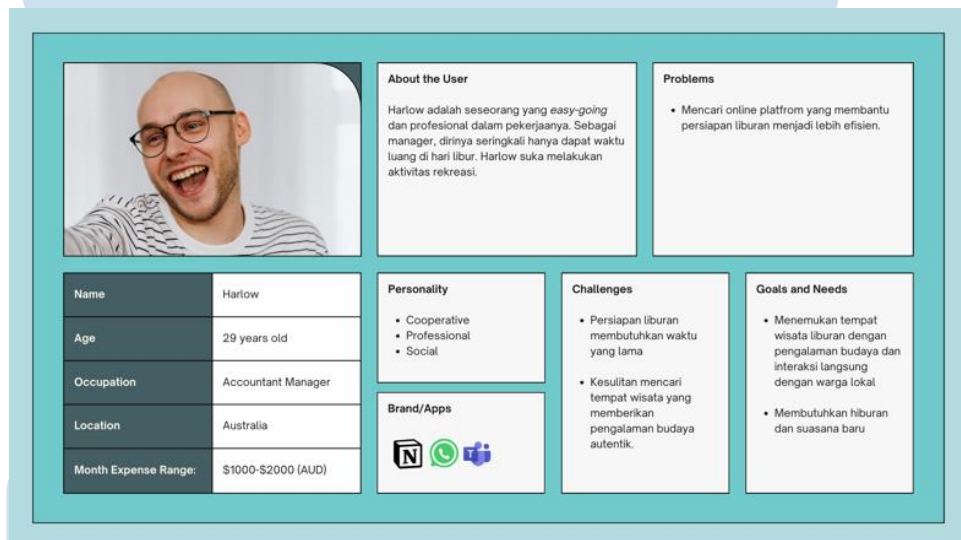 About the User
Harlow adalah seseorang yang easy-going
dan profesional dalam pekerjaanya. Sebagai
manager, dirinya seringkali hanya dapat waktu
luang di hari libur. Harlow suka melakukan
aktivitas rekreasi.
Problems
• Mencari online platfrom yang membantu
persiapan liburan menjadi lebih efisien.
Name Harlow
Age 29 years old
Occupation Accountant Manager
Location Australia
Month Expense Range: $1000-$2000 (AUD)
Personality
• Cooperative
• Professional
• Social
Brand/Apps
N
T
Challenges
• Persiapan liburan
membutuhkan waktu
yang lama
• Kesulitan mencari
tempat wisata yang
memberikan
pengalaman budaya
autentik.
Goals and Needs
• Menemukan tempat
wisata liburan dengan
pengalaman budaya dan
interaksi langsung
dengan warga lokal
• Membutuhkan hiburan
dan suasana baru